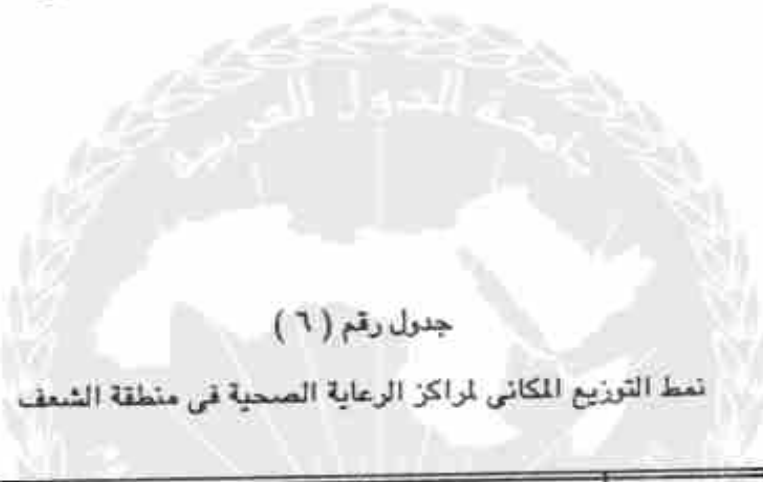 جامعة الدول العربية
جدول رقم ( ٦ )
نمط التوزيع المكانى لمراكز الرعاية الصحية فى منطقة الشعف